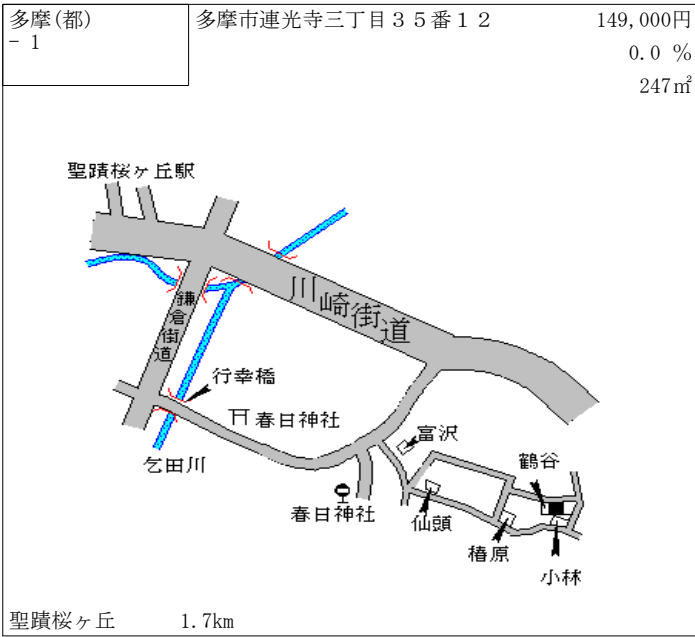 多摩(都)
－ 1
多摩市連光寺三丁目３５番１２
149,000円
0.0 %
247㎡
聖蹟桜ヶ丘駅
川崎街道
鎌倉街道
行幸橋
春日神社
富沢
鶴谷
乞田川
春日神社
仙頭
椿原
小林
聖蹟桜ヶ丘 1.7km